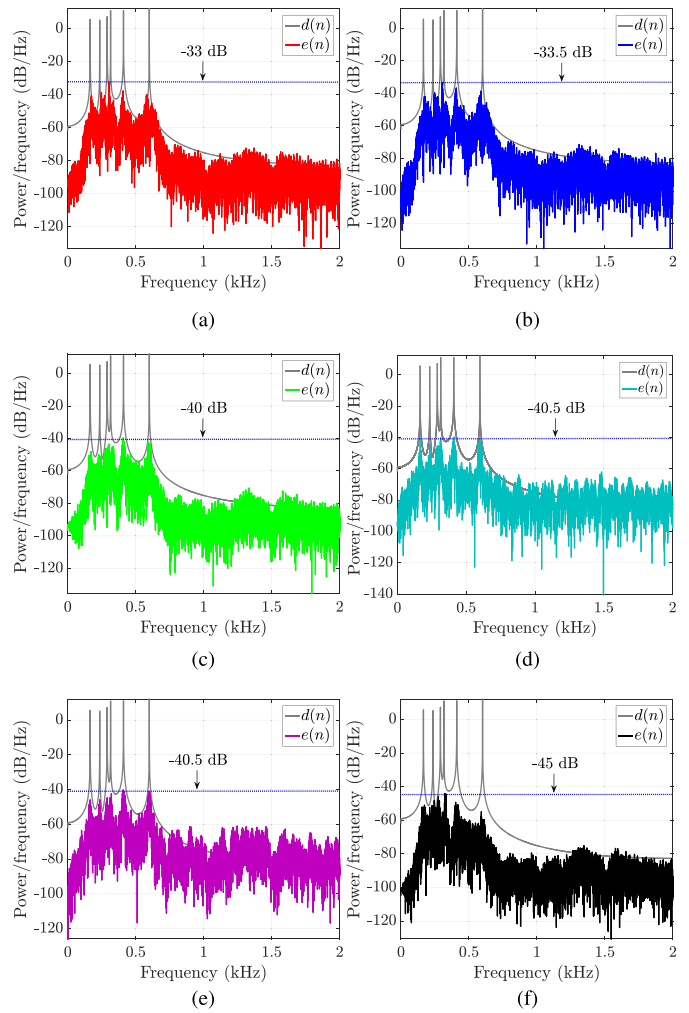 0
-20
-40
-60
-80
-100
-120
Power/frequency (dB/Hz)
-33 dB
d(n)
e(n)
0 0.5 1 1.5 2
Frequency (kHz)
(a)
0
-20
-40
-60
-80
-100
-120
Power/frequency (dB/Hz)
-33.5 dB
d(n)
e(n)
0 0.5 1 1.5 2
Frequency (kHz)
(b)
0
-20
-40
-60
-80
-100
-120
Power/frequency (dB/Hz)
-40 dB
d(n)
e(n)
0 0.5 1 1.5 2
Frequency (kHz)
(c)
0
-20
-40
-60
-80
-100
-120
-140
Power/frequency (dB/Hz)
-40.5 dB
d(n)
e(n)
0 0.5 1 1.5 2
Frequency (kHz)
(d)
0
-20
-40
-60
-80
-100
-120
Power/frequency (dB/Hz)
-40.5 dB
d(n)
e(n)
0 0.5 1 1.5 2
Frequency (kHz)
(e)
0
-20
-40
-60
-80
-100
-120
Power/frequency (dB/Hz)
-45 dB
d(n)
e(n)
0 0.5 1 1.5 2
Frequency (kHz)
(f)